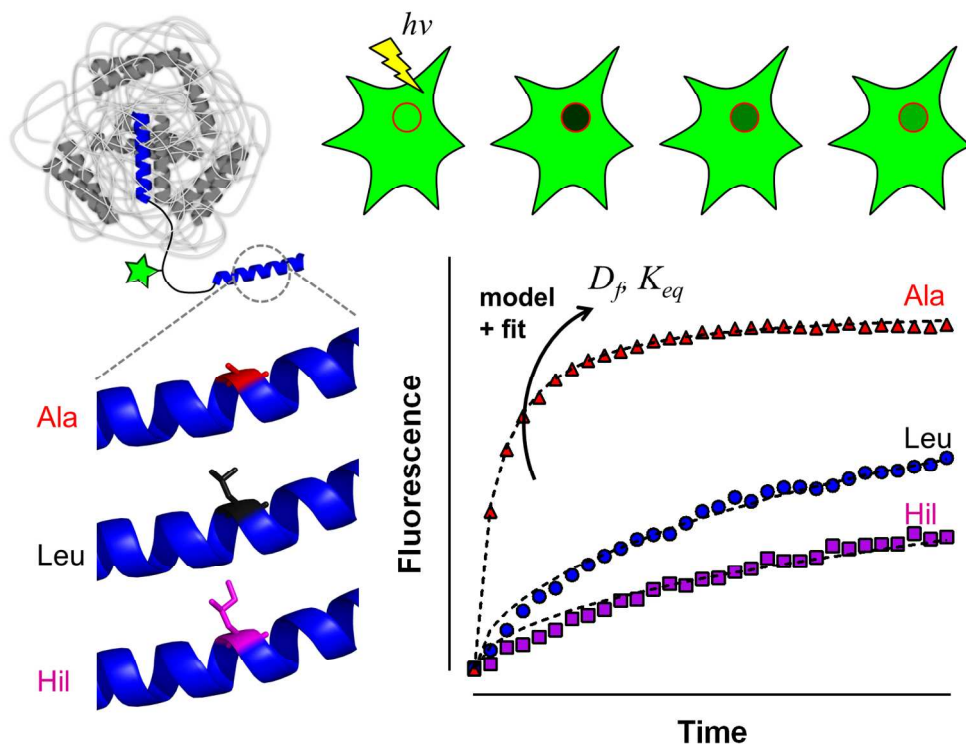 hν
Ala
Leu
Hil
model
+ fit
D_f, K_eq
Ala
Leu
Hil
Fluorescence
Time